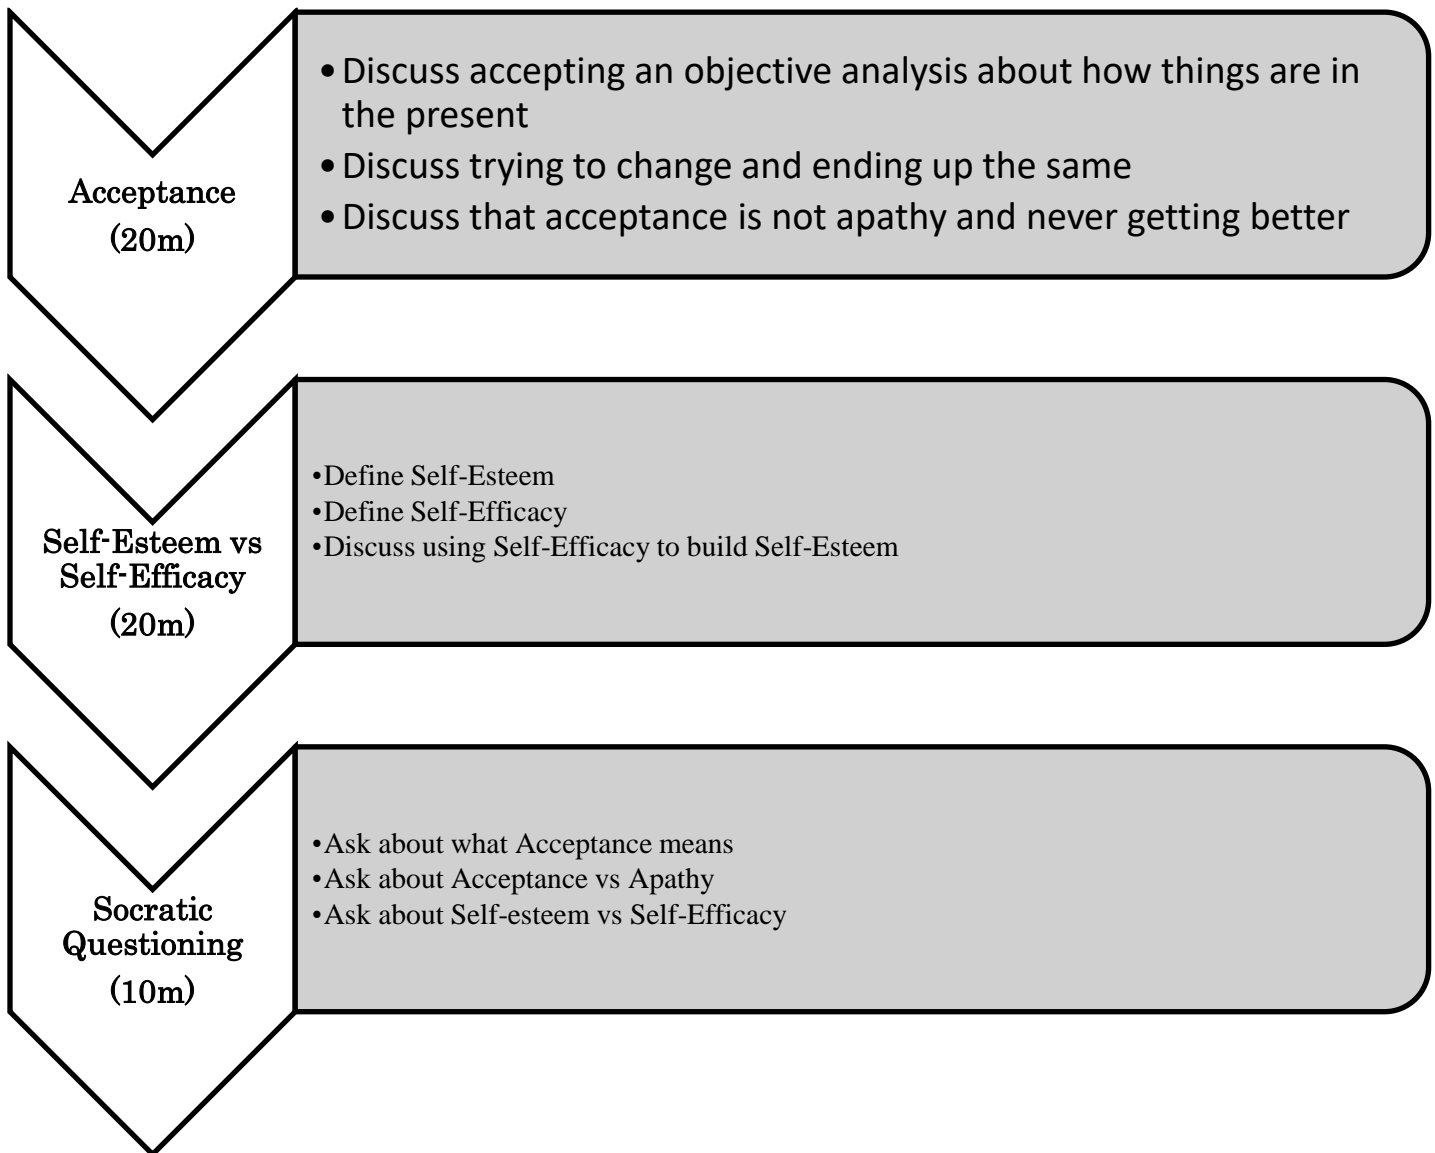 Acceptance
(20m)
•Discuss accepting an objective analysis about how things are in
the present
•Discuss trying to change and ending up the same
•Discuss that acceptance is not apathy and never getting better
Self-Esteem vs
Self-Efficacy
(20m)
•Define Self-Esteem
•Define Self-Efficacy
•Discuss using Self-Efficacy to build Self-Esteem
Socratic
Questioning
(10m)
•Ask about what Acceptance means
•Ask about Acceptance vs Apathy
•Ask about Self-esteem vs Self-Efficacy